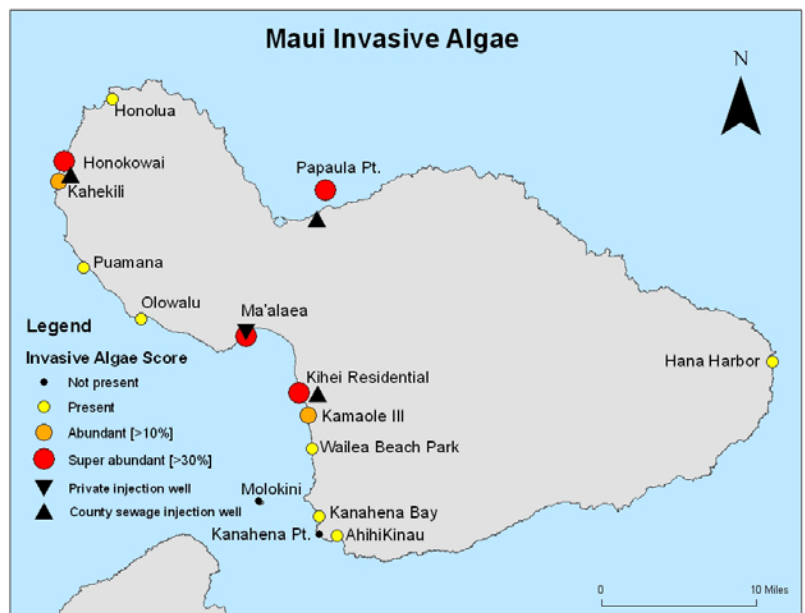 Maui Invasive Algae
N
Honolua
Honokowai
Kahekili
Papaula Pt.
Puamana
Olowalu
Ma'alaea
Hana Harbor
Kihei Residential
Kamaole III
Wailea Beach Park
Molokini
Kanahena Bay
Kanahena Pt.
AhihiKinau
Legend
Invasive Algae Score
Not present
Present
Abundant [>10%]
Super abundant [>30%]
Private injection well
County sewage injection well
0 10 Miles